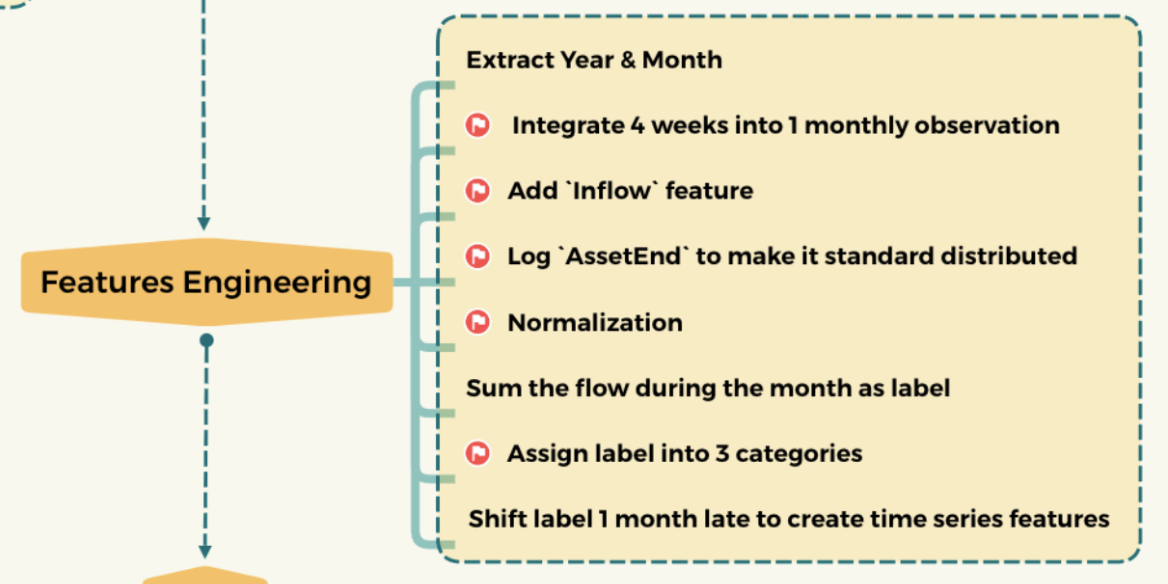 Extract Year & Month
Integrate 4 weeks into 1 monthly observation
Add `Inflow` feature
Log `AssetEnd` to make it standard distributed
Features Engineering
Normalization
Sum the flow during the month as label
Assign label into 3 categories
Shift label 1 month late to create time series features